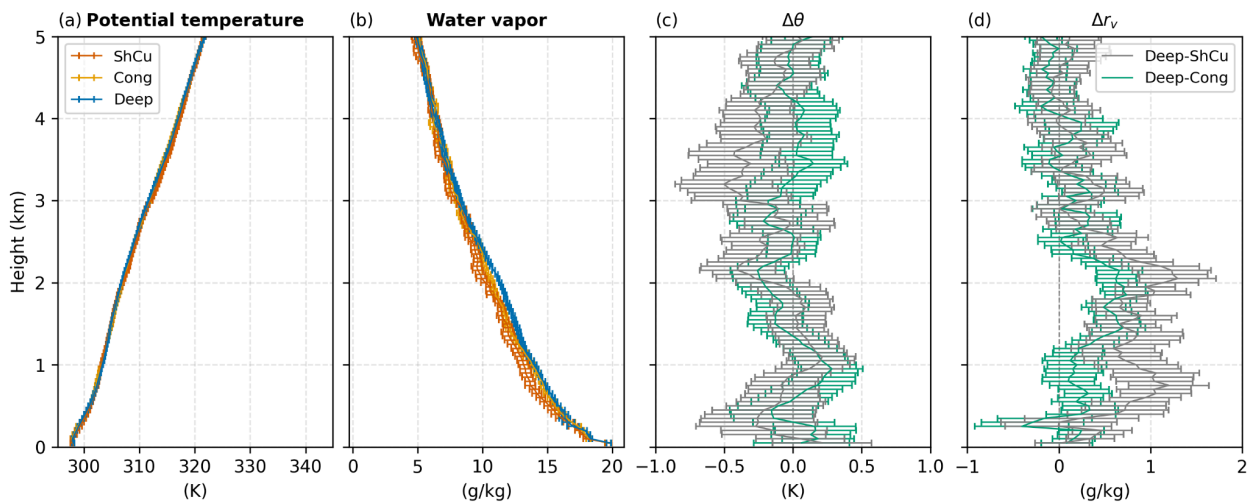 (a) Potential temperature
(b) Water vapor
(c) Δθ
(d) Δrᵥ
Height (km)
5
4
3
2
1
0
ShCu
Cong
Deep
300 310 320 330 340
(K)
0 5 10 15 20
(g/kg)
−1.0 −0.5 0.0 0.5 1.0
(K)
Deep-ShCu
Deep-Cong
−1 0 1 2
(g/kg)